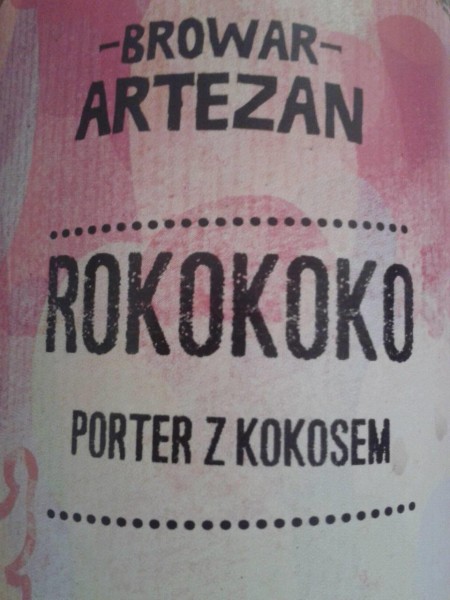 -BROWAR-
ARTEZAN
ROKOKOKO
PORTER Z KOKOSEM